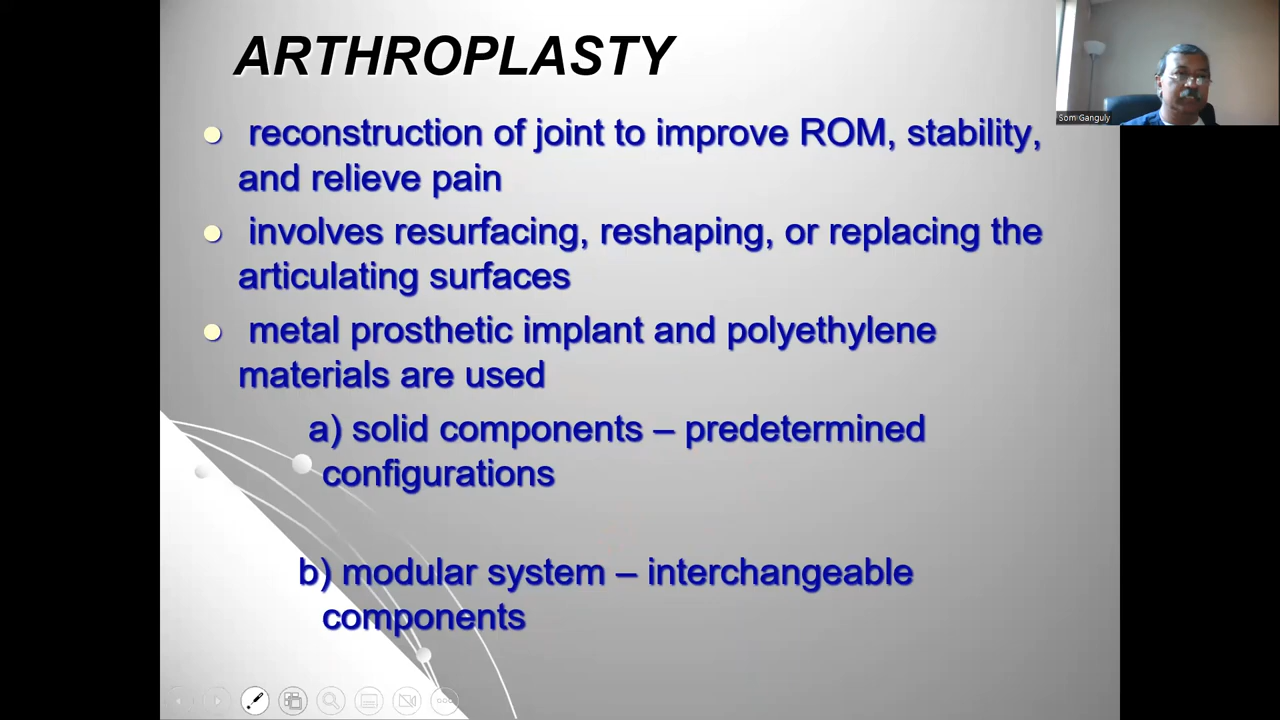 ARTHROPLASTY
reconstruction of joint to improve ROM, stability,
and relieve pain
involves resurfacing, reshaping, or replacing the
articulating surfaces
metal prosthetic implant and polyethylene
materials are used
a) solid components – predetermined
configurations
b) modular system – interchangeable
components
Som Ganguly